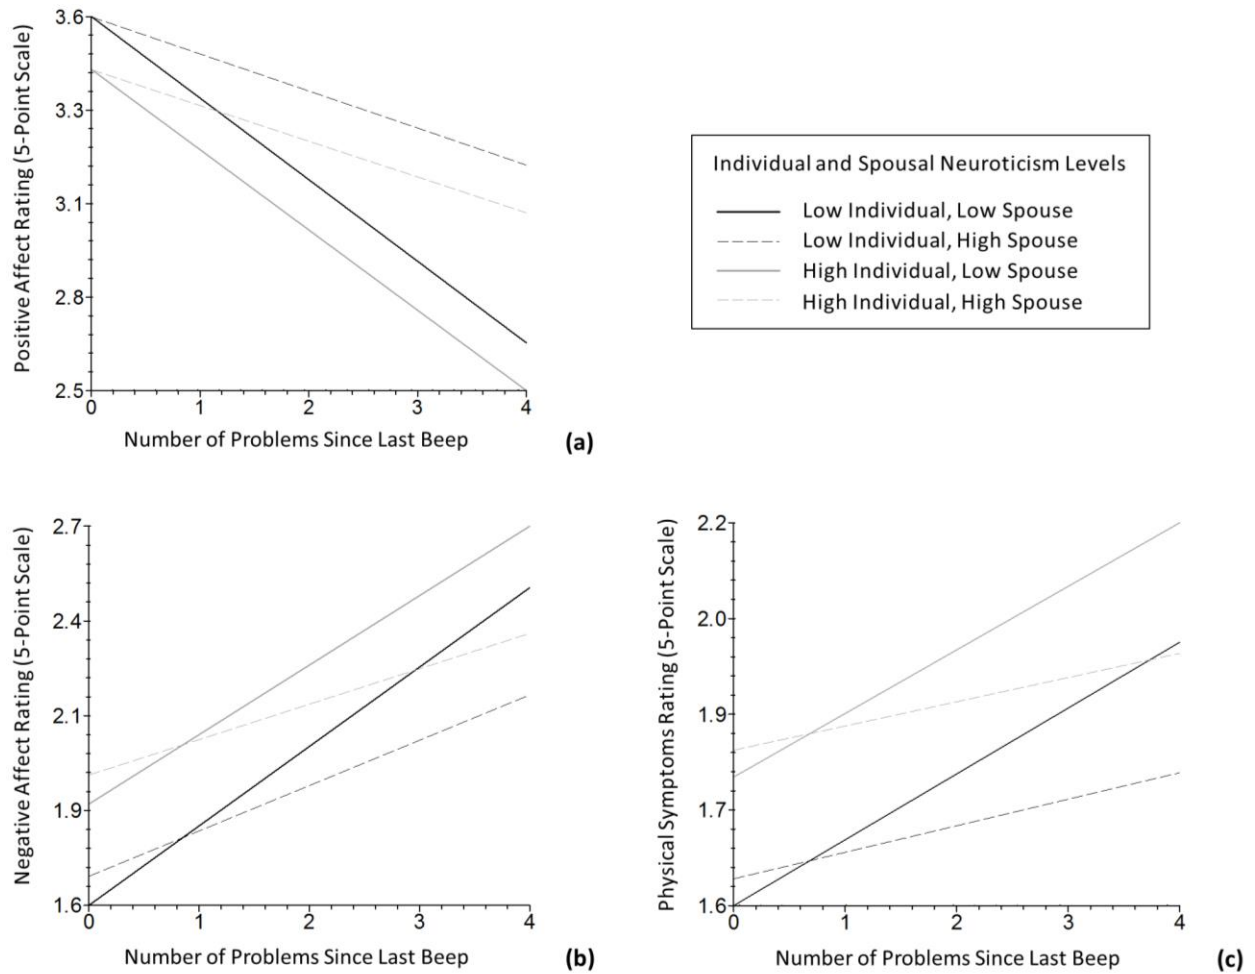 Positive Affect Rating (5-Point Scale)
3.6
3.3
3.1
2.8
2.5
0 1 2 3 4
Number of Problems Since Last Beep
(a)
Individual and Spousal Neuroticism Levels
Low Individual, Low Spouse
Low Individual, High Spouse
High Individual, Low Spouse
High Individual, High Spouse
Negative Affect Rating (5-Point Scale)
2.7
2.4
2.1
1.9
1.6
0 1 2 3 4
Number of Problems Since Last Beep
(b)
Physical Symptoms Rating (5-Point Scale)
2.2
2.0
1.9
1.7
1.6
0 1 2 3 4
Number of Problems Since Last Beep
(c)